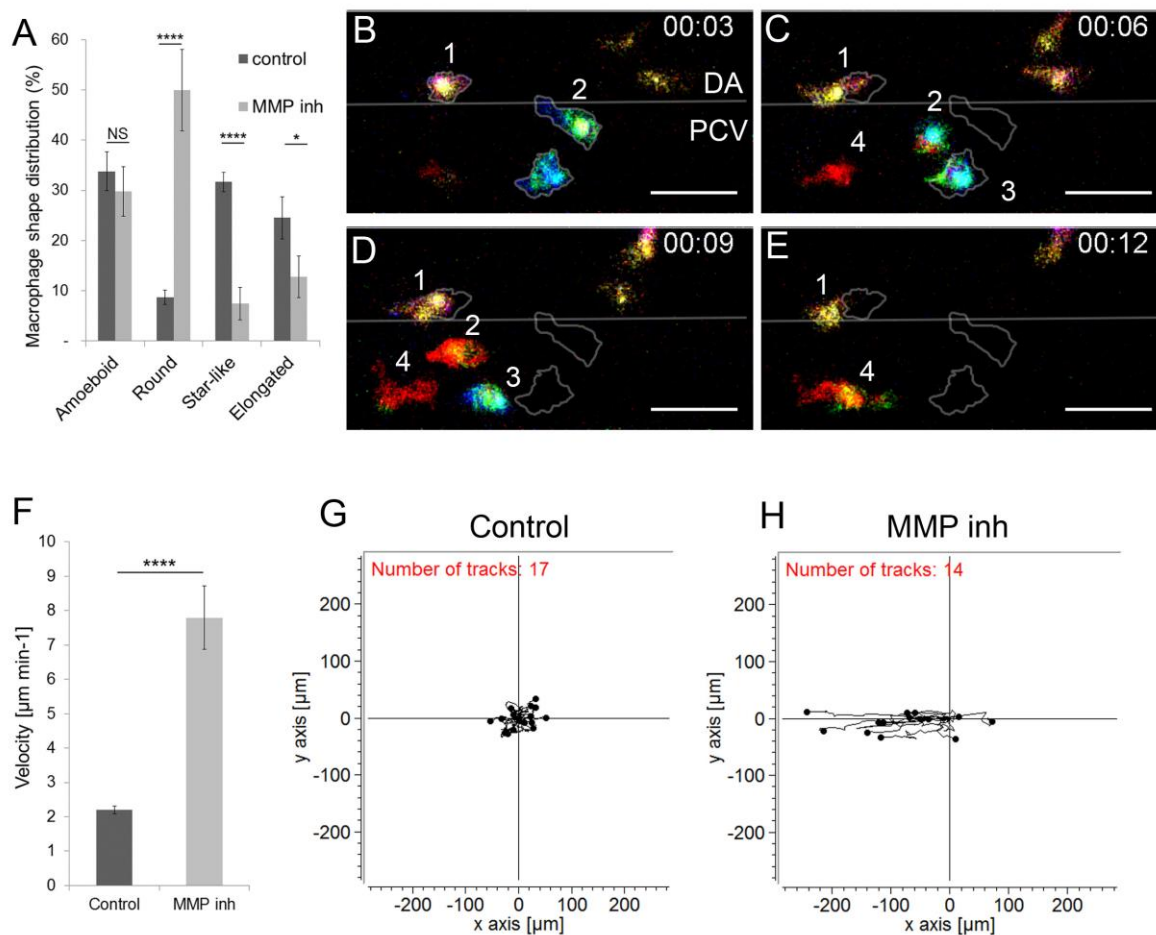 A
60
50
40
30
20
10
-
Macrophage shape distribution (%)
****
control
MMP inh
NS
****
*
Amoeboid
Round
Star-like
Elongated
B
00:03
1
2
DA
PCV
C
00:06
1
2
4
3
D
00:09
1
2
4
3
E
00:12
1
4
F
10
9
8
7
6
5
4
3
2
1
0
Velocity [µm min-1]
****
Control
MMP inh
G
Control
Number of tracks: 17
200
100
0
-100
-200
y axis [µm]
-200 -100 0 100 200
x axis [µm]
H
MMP inh
Number of tracks: 14
200
100
0
-100
-200
y axis [µm]
-200 -100 0 100 200
x axis [µm]